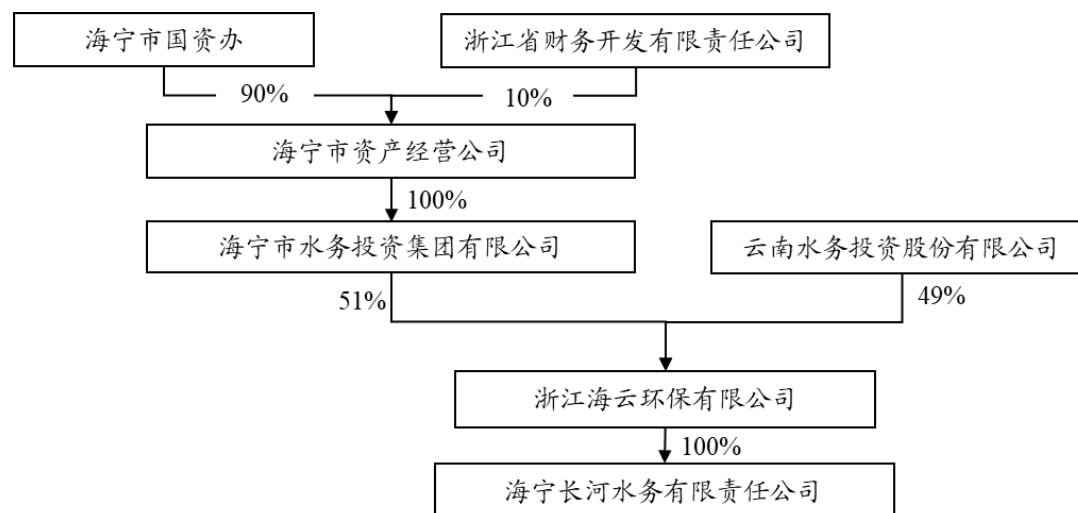 海宁市国资办
浙江省财务开发有限责任公司
90%
10%
海宁市资产经营公司
100%
海宁市水务投资集团有限公司
云南水务投资股份有限公司
51%
49%
浙江海云环保有限公司
100%
海宁长河水务有限责任公司